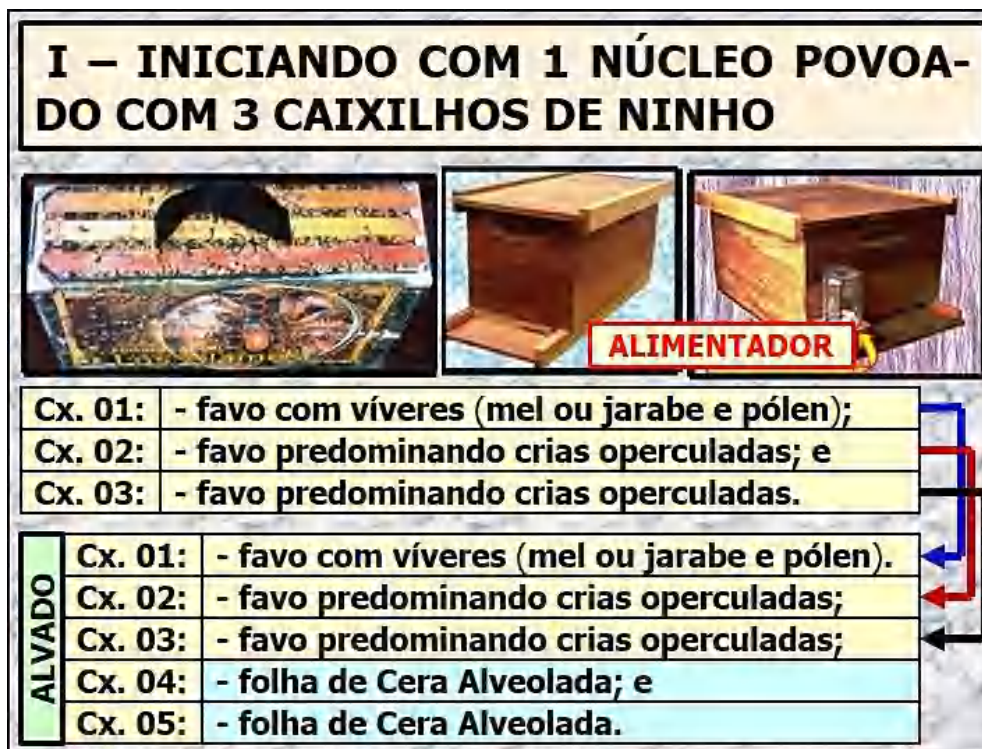 I – INICIANDO COM 1 NÚCLEO POVOA-
DO COM 3 CAIXILHOS DE NINHO
ALIMENTADOR
Cx. 01: - favo com víveres (mel ou jarabe e pólen);
Cx. 02: - favo predominando crias operculadas; e
Cx. 03: - favo predominando crias operculadas.
ALVADO
Cx. 01: - favo com víveres (mel ou jarabe e pólen).
Cx. 02: - favo predominando crias operculadas;
Cx. 03: - favo predominando crias operculadas;
Cx. 04: - folha de Cera Alveolada; e
Cx. 05: - folha de Cera Alveolada.